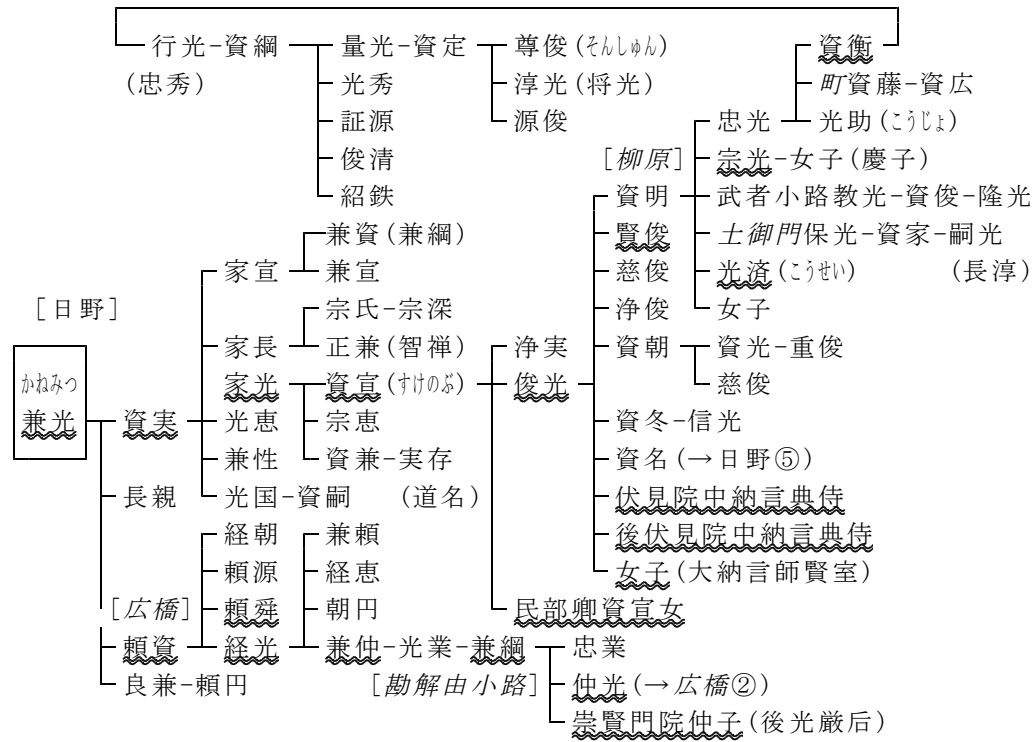 行光-資綱 量光-資定 尊俊(そんしゅん) 資衡
(忠秀) 光秀 淳光(将光) 町資藤-資広
証源 源俊 忠光 光助(こうじょ)
俊清 [柳原] 宗光-女子(慶子)
紹鉄 資明 武者小路教光-資俊-隆光
兼資(兼綱) 賢俊 土御門保光-資家-嗣光
家宣 兼宣 慈俊 光済(こうせい) (長淳)
[日野] 宗氏-宗深 浄俊 女子
家長 正兼(智禅) 浄実 資朝 資光-重俊
かねみつ 家光 資宣(すけのぶ) 俊光 慈俊
兼光 資実 光恵 宗恵 資冬-信光
兼性 資兼-実存 資名(→日野⑤)
長親 光国-資嗣 (道名) 伏見院中納言典侍
経朝 兼頼 後伏見院中納言典侍
頼源 経恵 女子(大納言師賢室)
[広橋] 頼舜 朝円 民部卿資宣女
頼資 経光 兼仲-光業-兼綱 忠業
良兼-頼円 [勘解由小路] 仲光(→広橋②)
崇賢門院仲子(後光厳后)